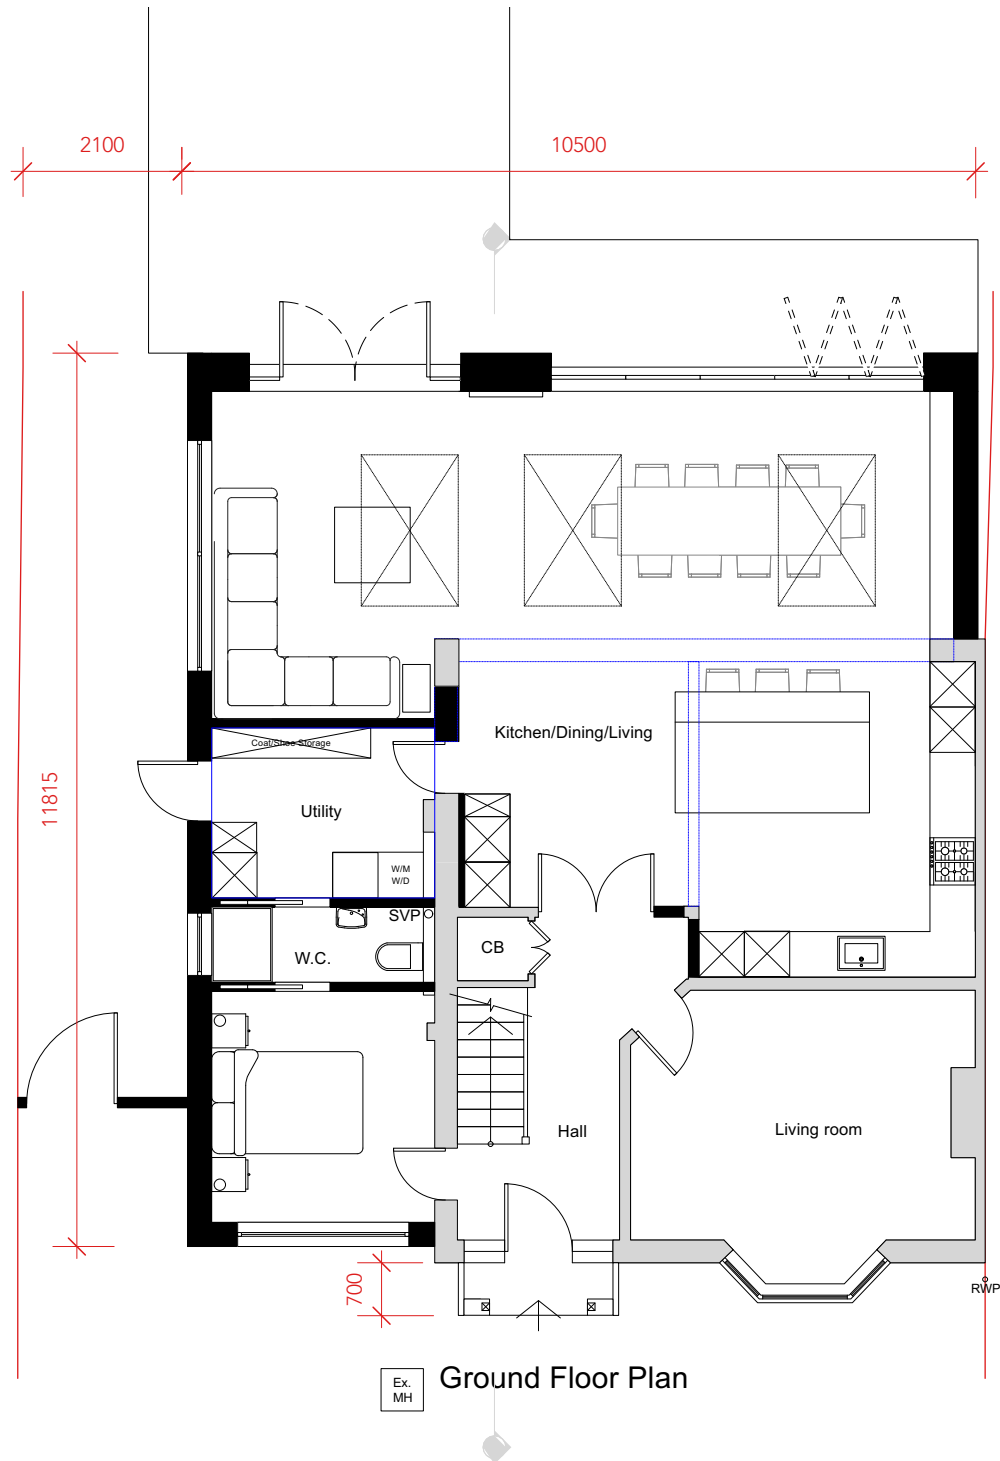 2100
10500
11815
Kitchen/Dining/Living
Coat/Shoe Storage
Utility
W/M
W/D
SVP
CB
W.C.
Hall
Living room
700
RWP
Ex.
MH
Ground Floor Plan